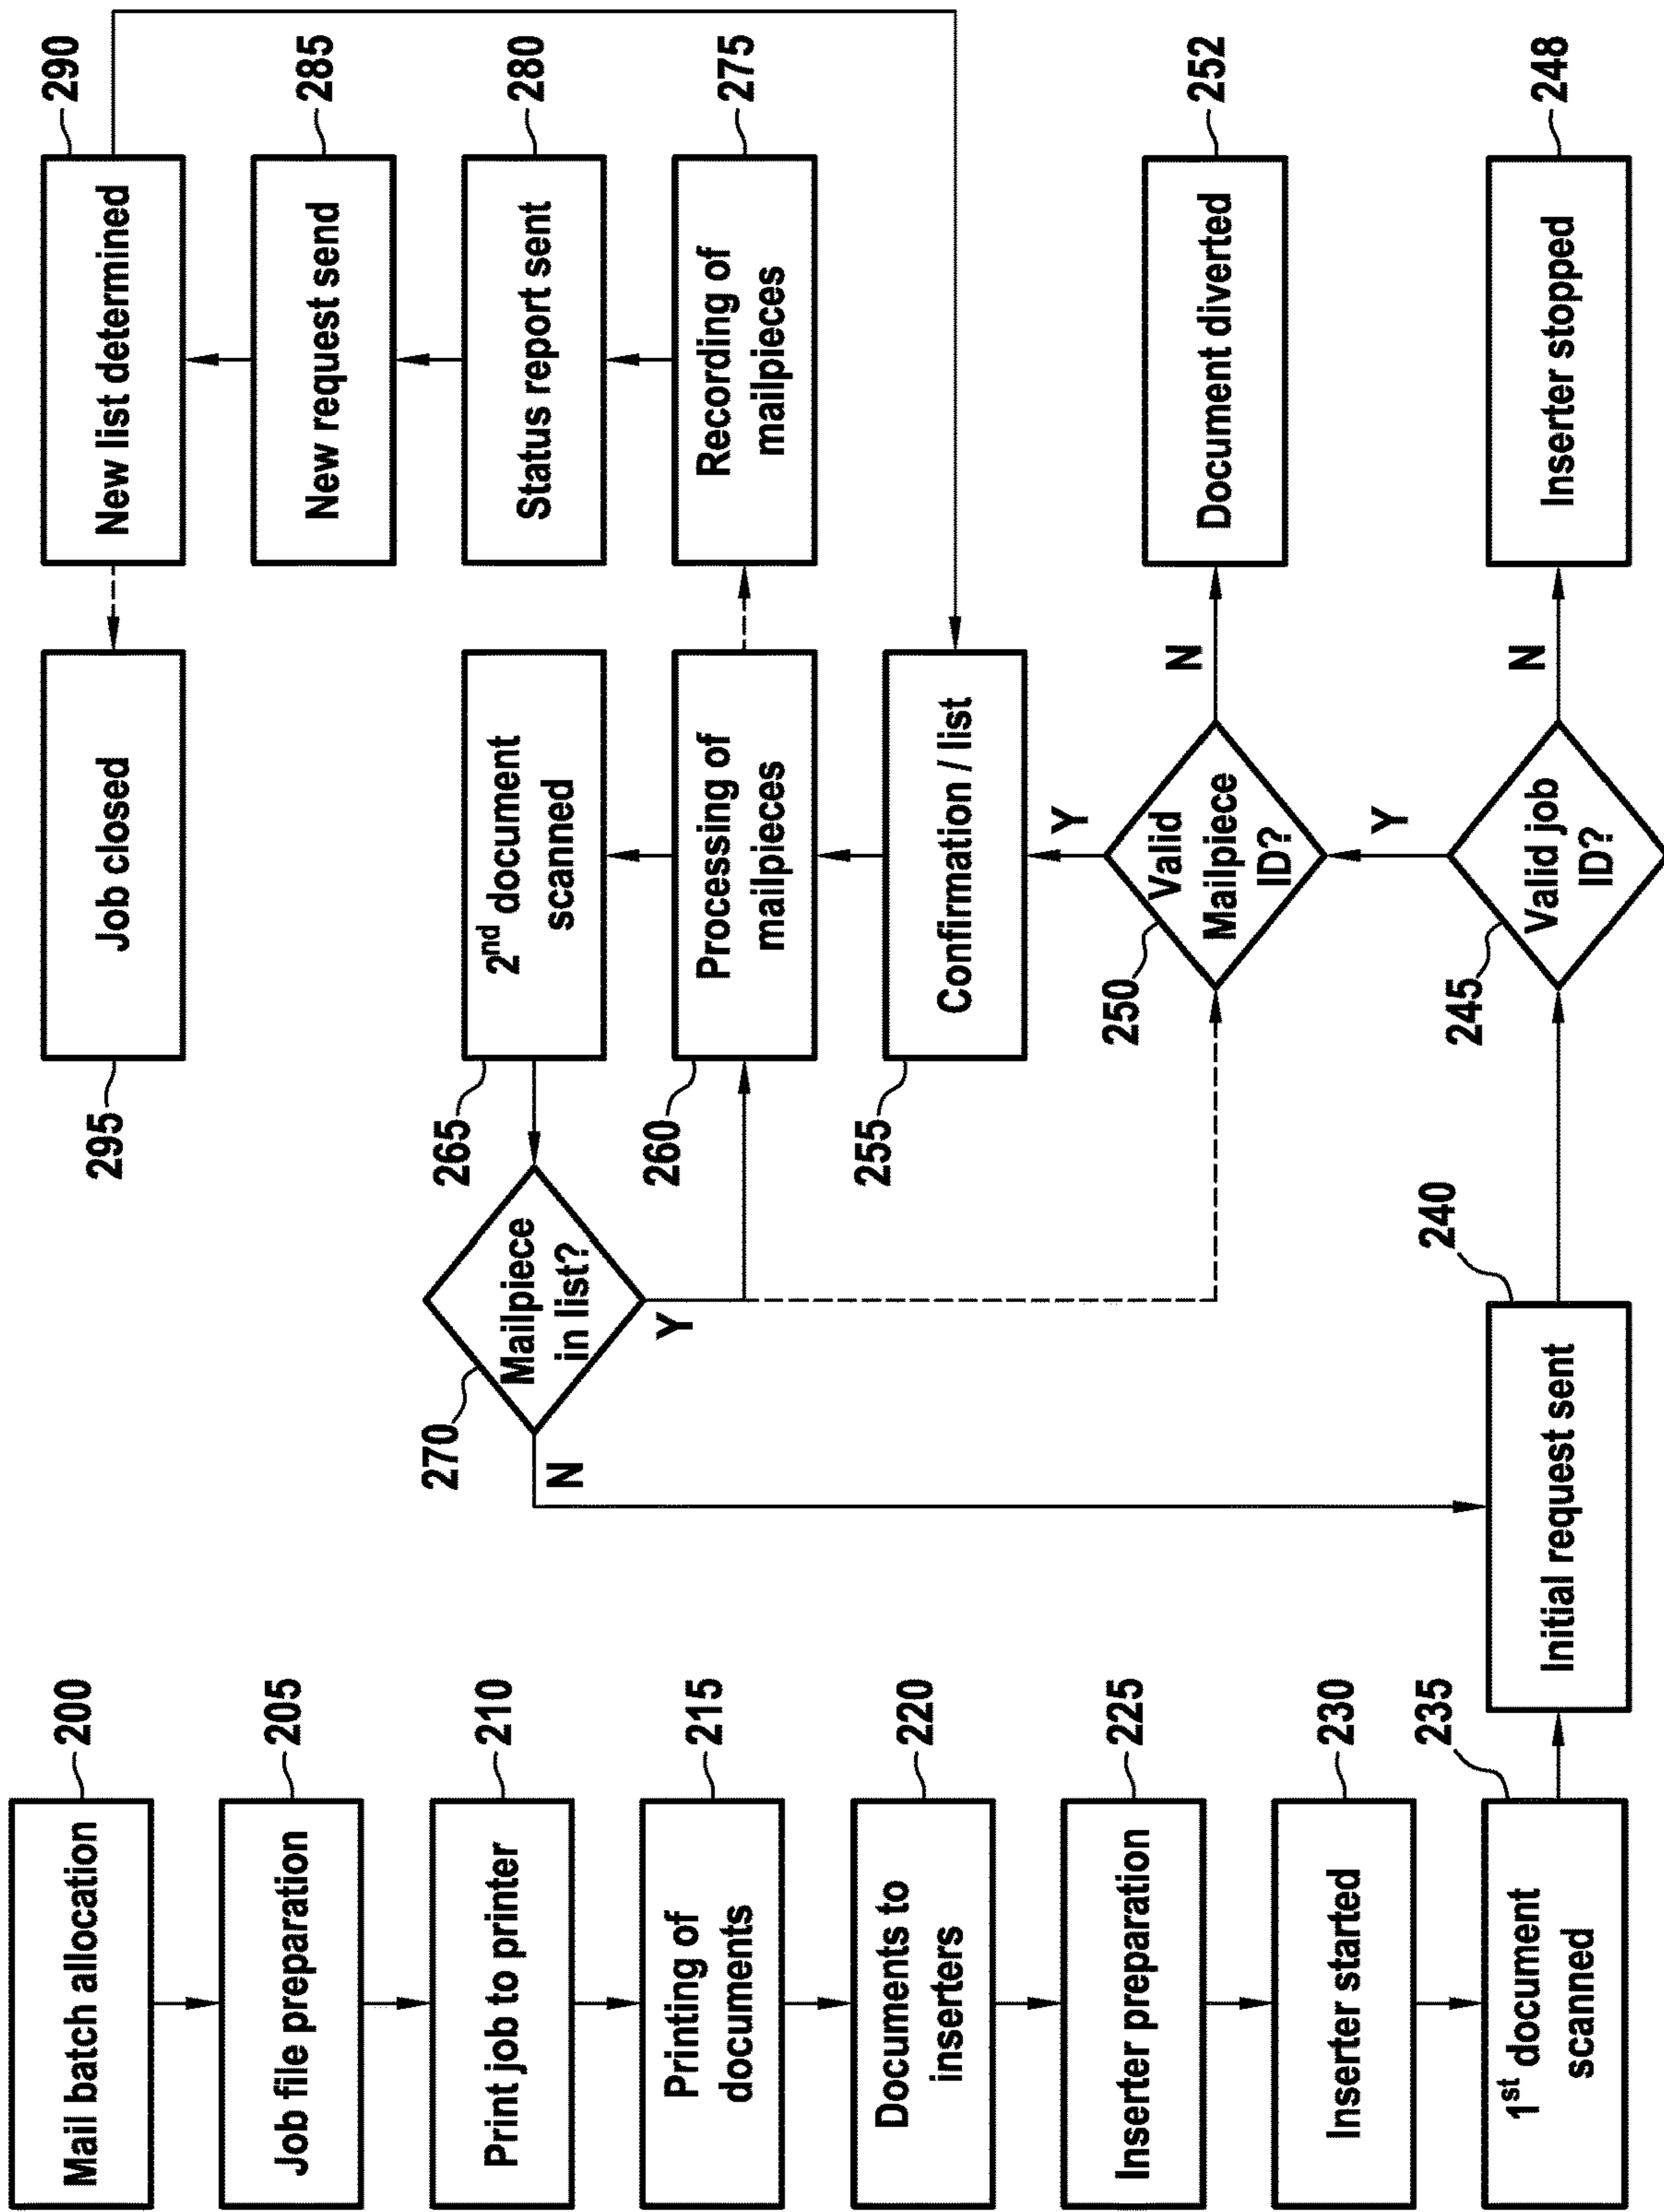 Mail batch allocation
200
Job file preparation
205
Print job to printer
210
Printing of
documents
215
Documents to
inserters
220
Inserter preparation
225
Inserter started
230
1st document
scanned
235
Initial request sent
240
Mailpiece
in list?
270
N
Y
Job closed
295
2nd document
scanned
265
Processing of
mailpieces
260
Confirmation / list
255
Valid
Mailpiece
ID?
250
Y
N
Valid job
ID?
245
Y
N
New list determined
290
New request send
285
Status report sent
280
Recording of
mailpieces
275
Document diverted
252
Inserter stopped
248